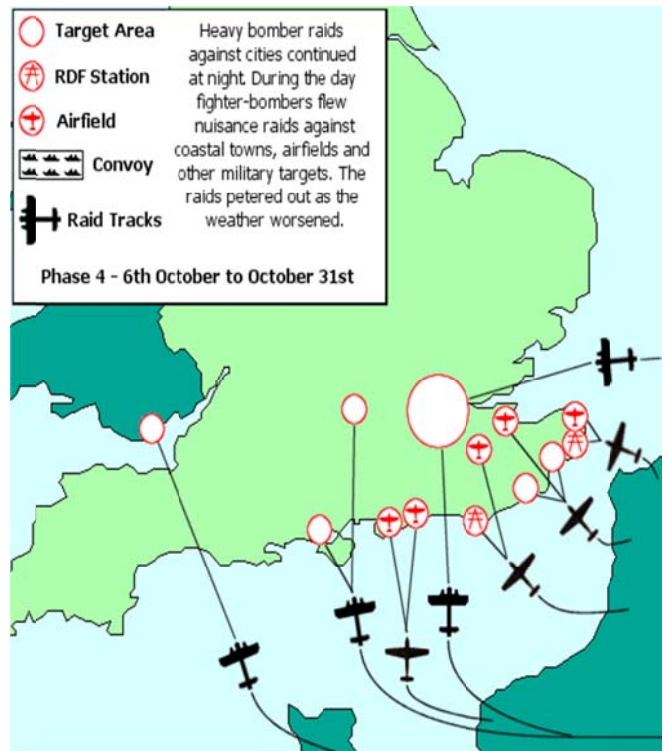 Target Area
RDF Station
Airfield
Convoy
Raid Tracks
Heavy bomber raids
against cities continued
at night. During the day
fighter-bombers flew
nuisance raids against
coastal towns, airfields and
other military targets. The
raids petered out as the
weather worsened.
Phase 4 - 6th October to October 31st